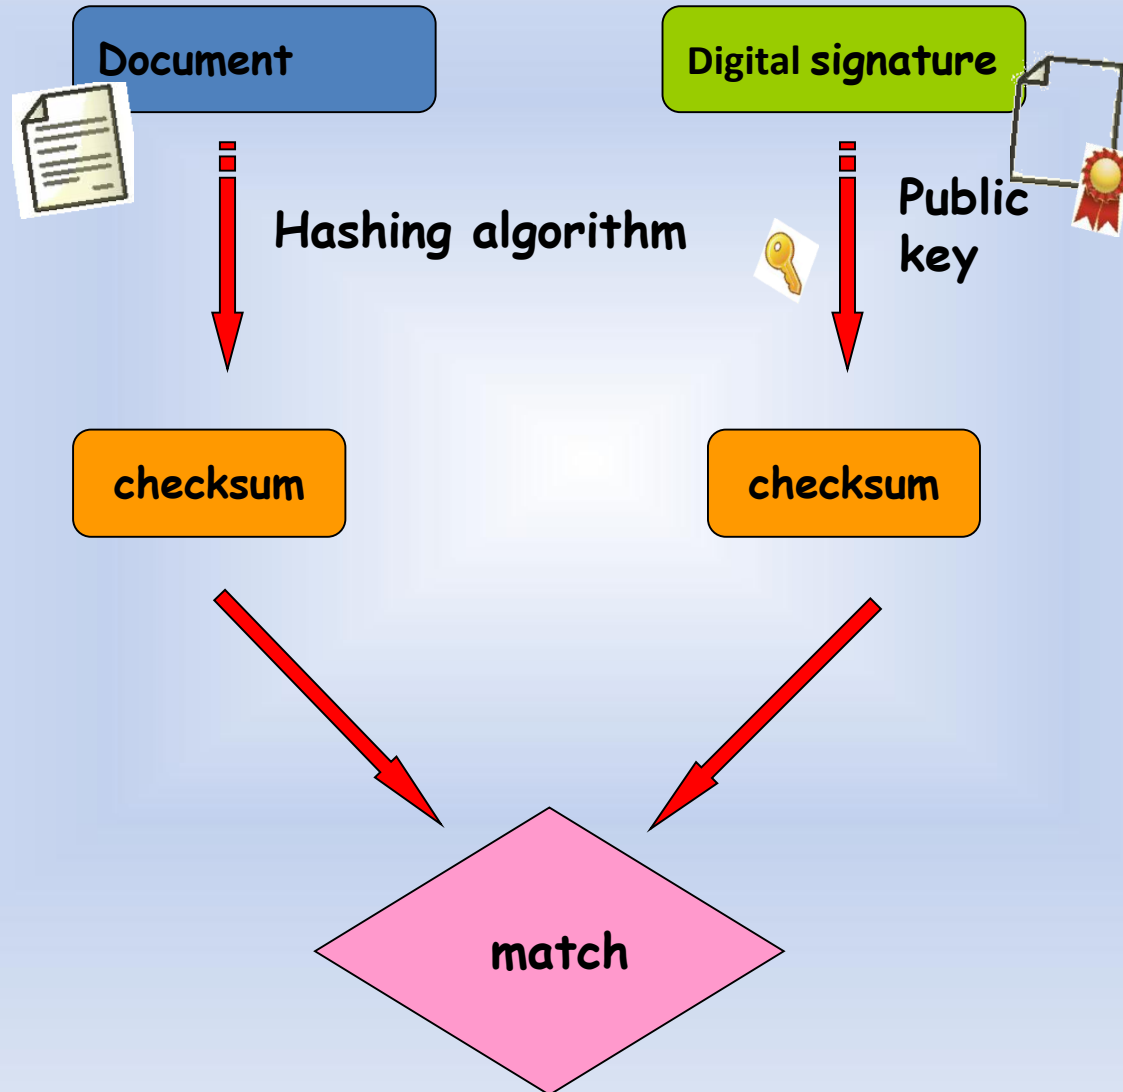 Document
Digital signature
Hashing algorithm
Public
key
checksum
checksum
match